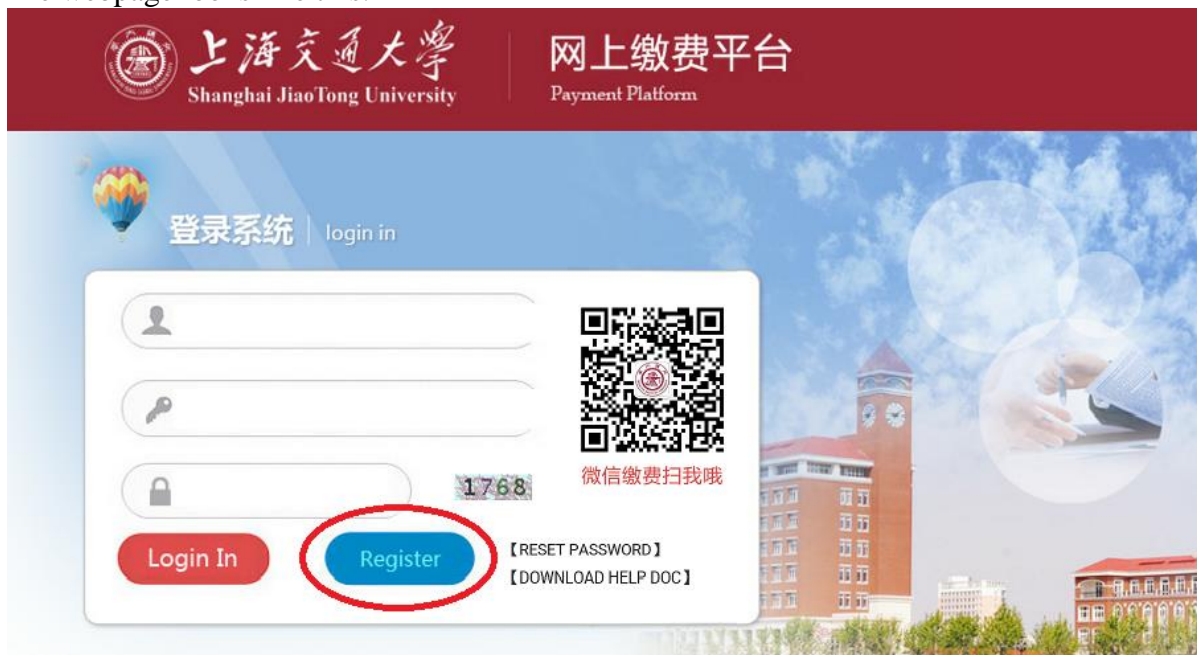 上海交通大學
Shanghai JiaoTong University
网上缴费平台
Payment Platform
登录系统 | login in
微信缴费扫我哦
1768
Login In
Register
【RESET PASSWORD】
【DOWNLOAD HELP DOC】